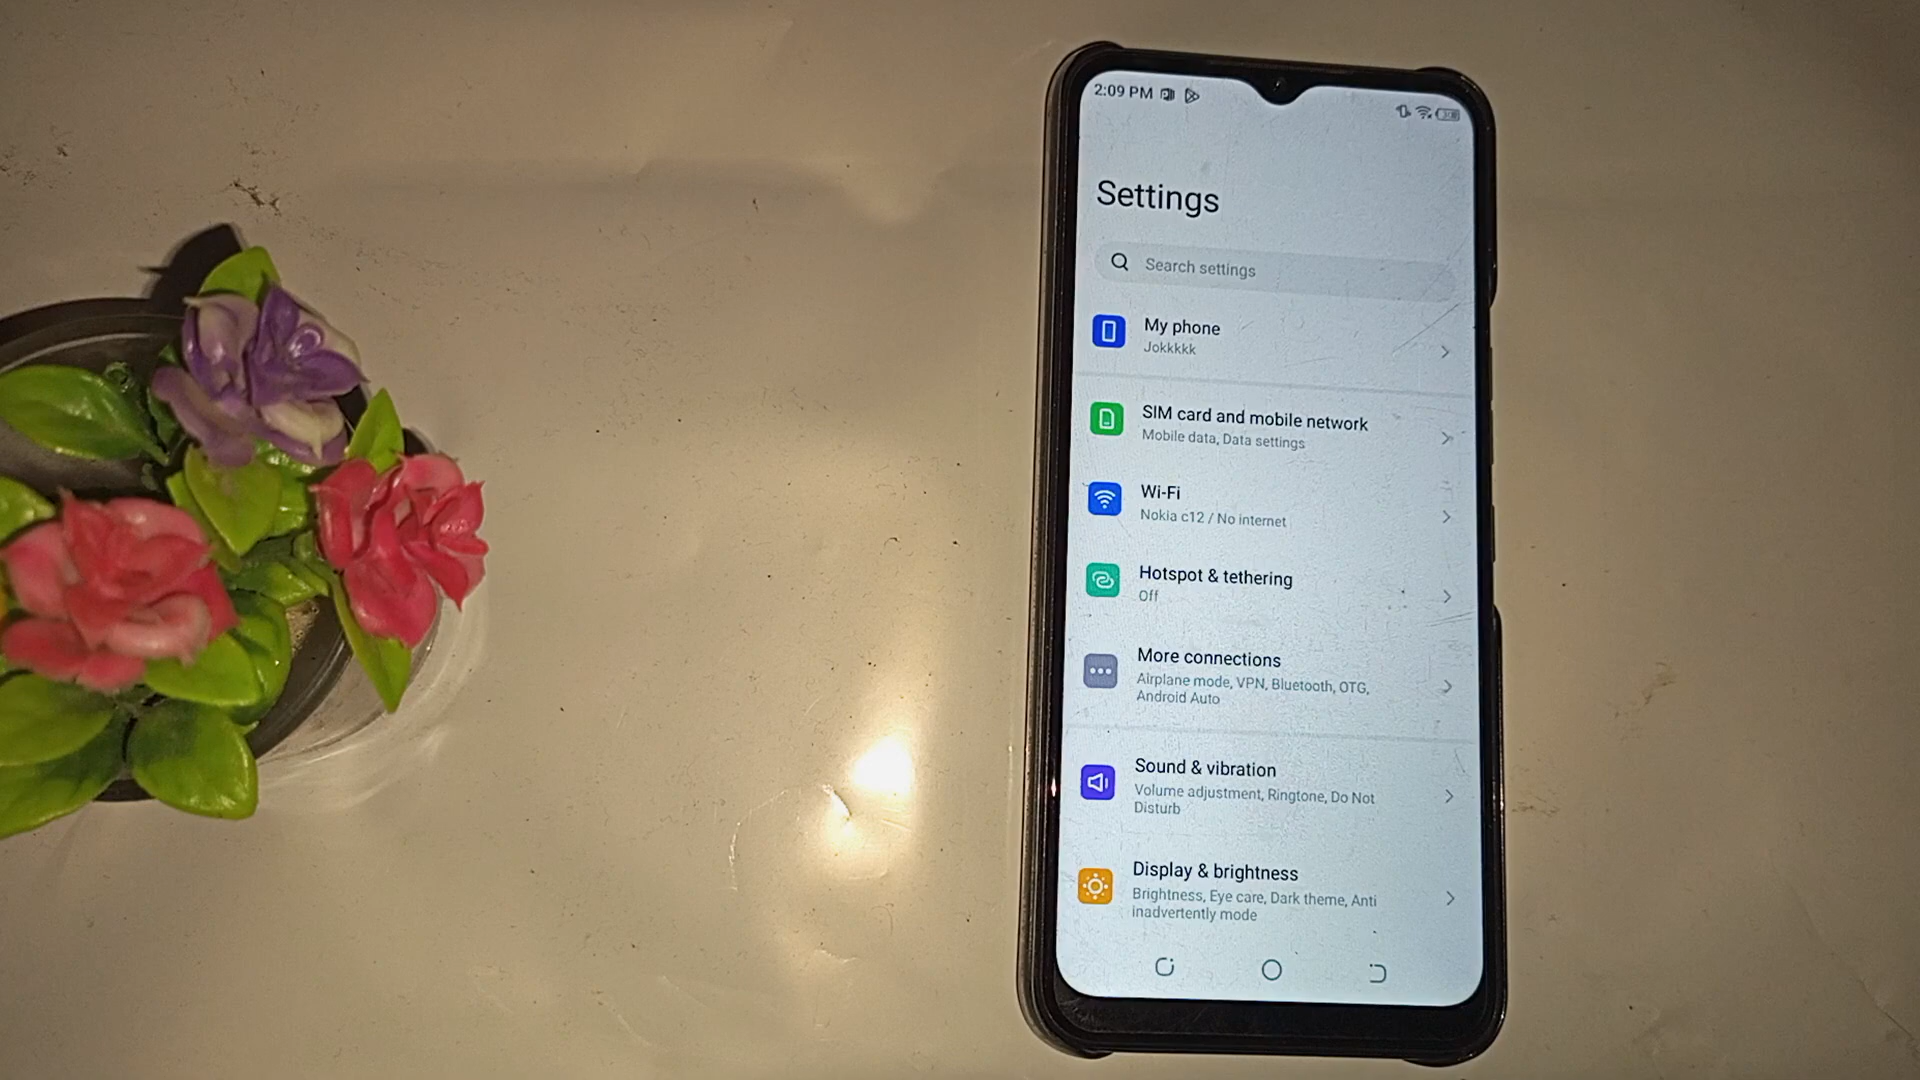 2:09 PM
Settings
Search settings
My phone
Jokkkkk
SIM card and mobile network
Mobile data, Data settings
Wi-Fi
Nokia c12 / No internet
Hotspot & tethering
Off
More connections
Airplane mode, VPN, Bluetooth, OTG,
Android Auto
Sound & vibration
Volume adjustment, Ringtone, Do Not
Disturb
Display & brightness
Brightness, Eye care, Dark theme, Anti
inadvertently mode